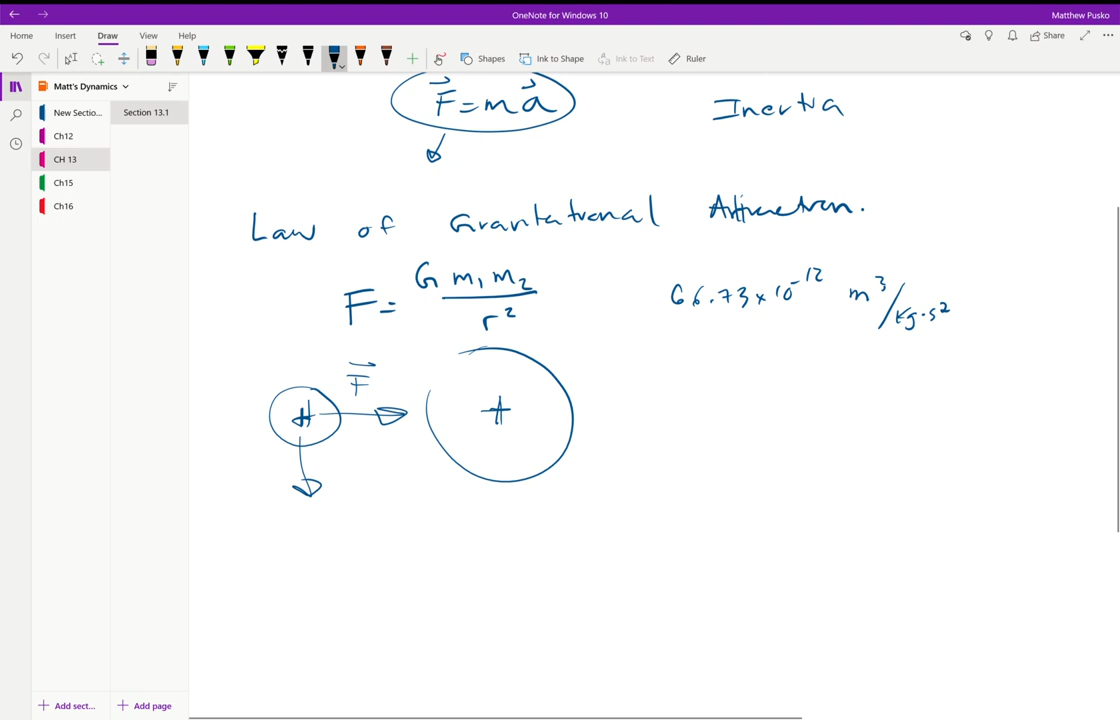 OneNote for Windows 10
Matthew Pusko
Home Insert Draw View Help
Share
Shapes Ink to Shape Ink to Text Ruler
Matt's Dynamics
New Sectio...
Ch12
CH 13
Ch15
Ch16
Section 13.1
Add sect...
Add page
F⃗ = m a⃗
Inertia
Law of Gravitational Attraction.
F = G m₁ m₂ / r²
66.73 × 10⁻¹² m³/kg·s²
F⃗